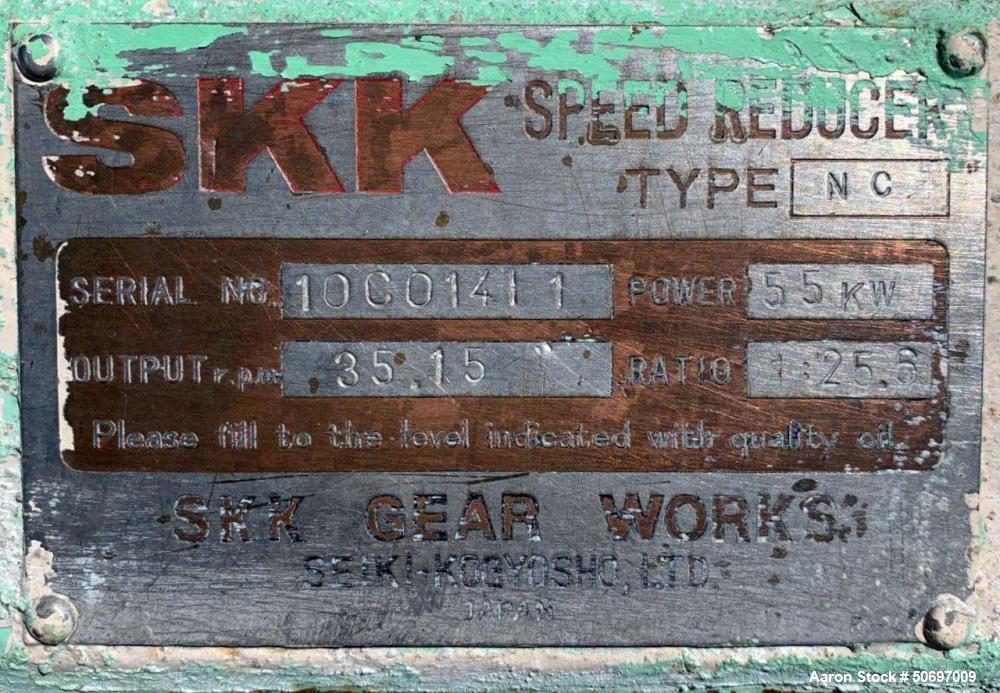 SKK SPEED REDUCER
TYPE NC
SERIAL NO. 10C0141 1 POWER 55 KW
OUTPUT r.p.m. 35.15 RATIO 1:25.6
Please fill to the level indicated with quality oil.
SKK GEAR WORKS
SEIKI-KOGYOSHO, LTD.
JAPAN
Aaron Stock # 50697009